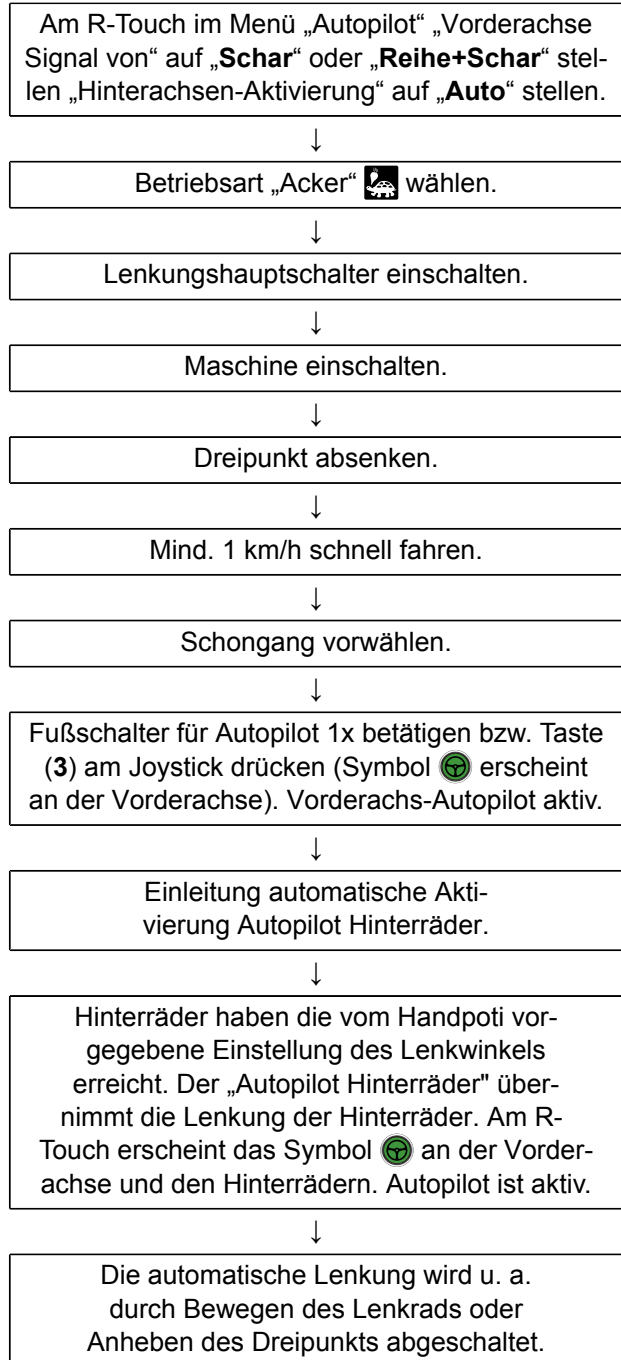 Am R-Touch im Menü „Autopilot“ „Vorderachse
Signal von“ auf „Schar“ oder „Reihe+Schar“ stel-
len „Hinterachsen-Aktivierung“ auf „Auto“ stellen.
↓
Betriebsart „Acker“ wählen.
↓
Lenkungshauptschalter einschalten.
↓
Maschine einschalten.
↓
Dreipunkt absenken.
↓
Mind. 1 km/h schnell fahren.
↓
Schongang vorwählen.
↓
Fußschalter für Autopilot 1x betätigen bzw. Taste
(3) am Joystick drücken (Symbol erscheint
an der Vorderachse). Vorderachs-Autopilot aktiv.
↓
Einleitung automatische Akti-
vierung Autopilot Hinterräder.
↓
Hinterräder haben die vom Handpoti vor-
gegebene Einstellung des Lenkwinkels
erreicht. Der „Autopilot Hinterräder" über-
nimmt die Lenkung der Hinterräder. Am R-
Touch erscheint das Symbol an der Vorder-
achse und den Hinterrädern. Autopilot ist aktiv.
↓
Die automatische Lenkung wird u. a.
durch Bewegen des Lenkrads oder
Anheben des Dreipunkts abgeschaltet.